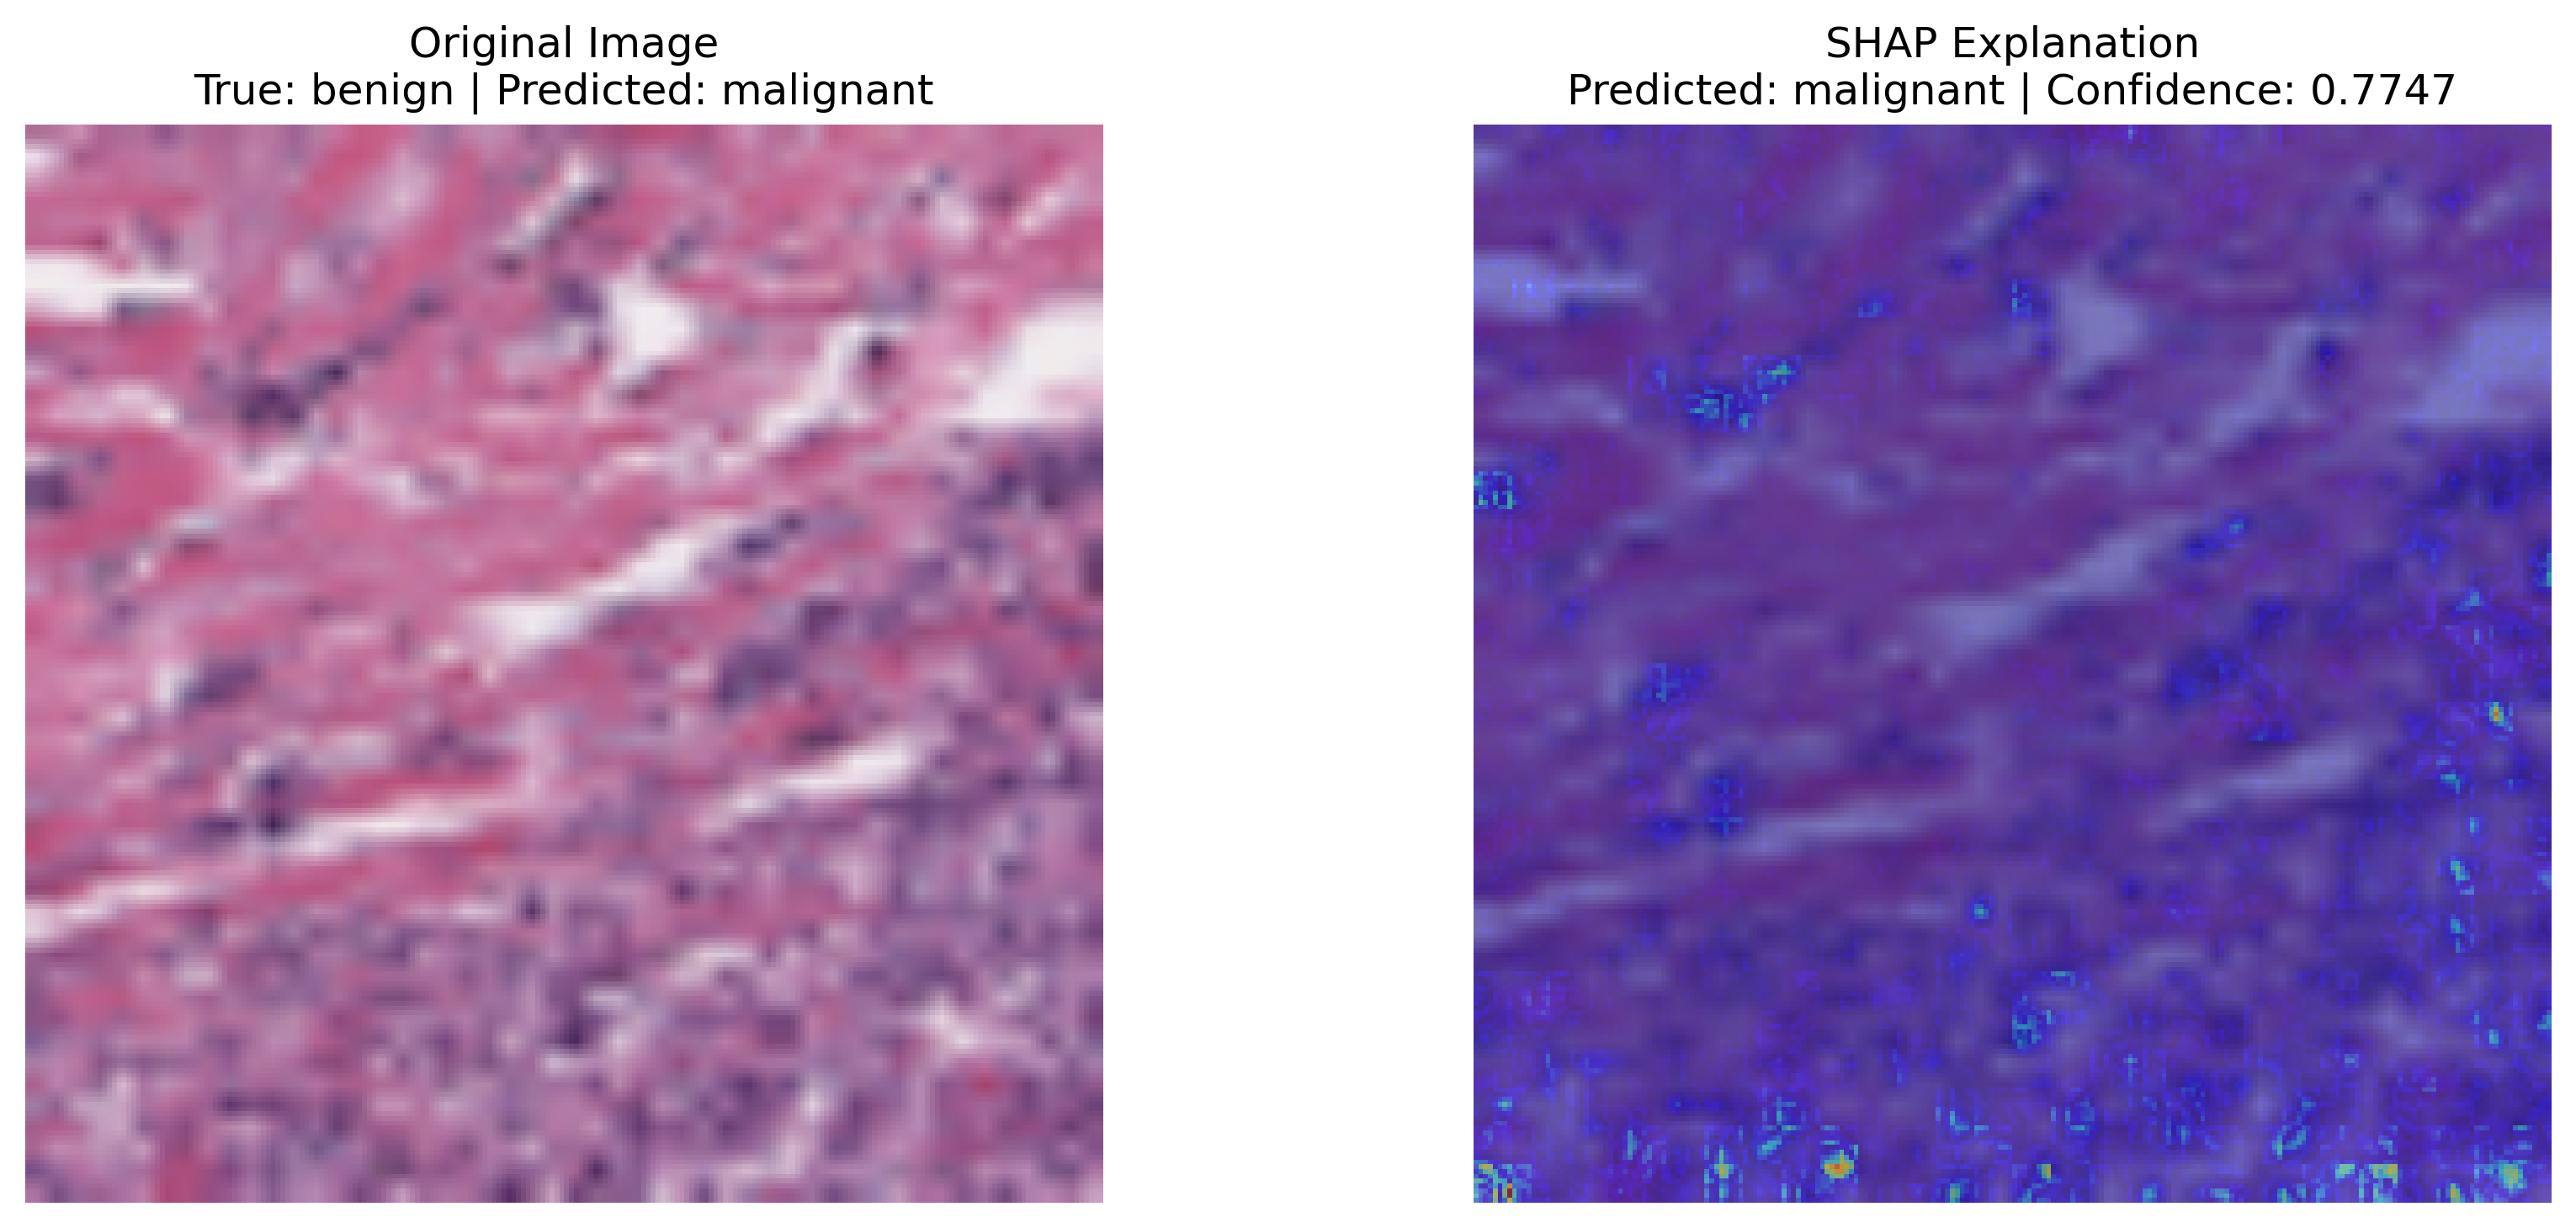 Original Image
True: benign | Predicted: malignant
SHAP Explanation
Predicted: malignant | Confidence: 0.7747